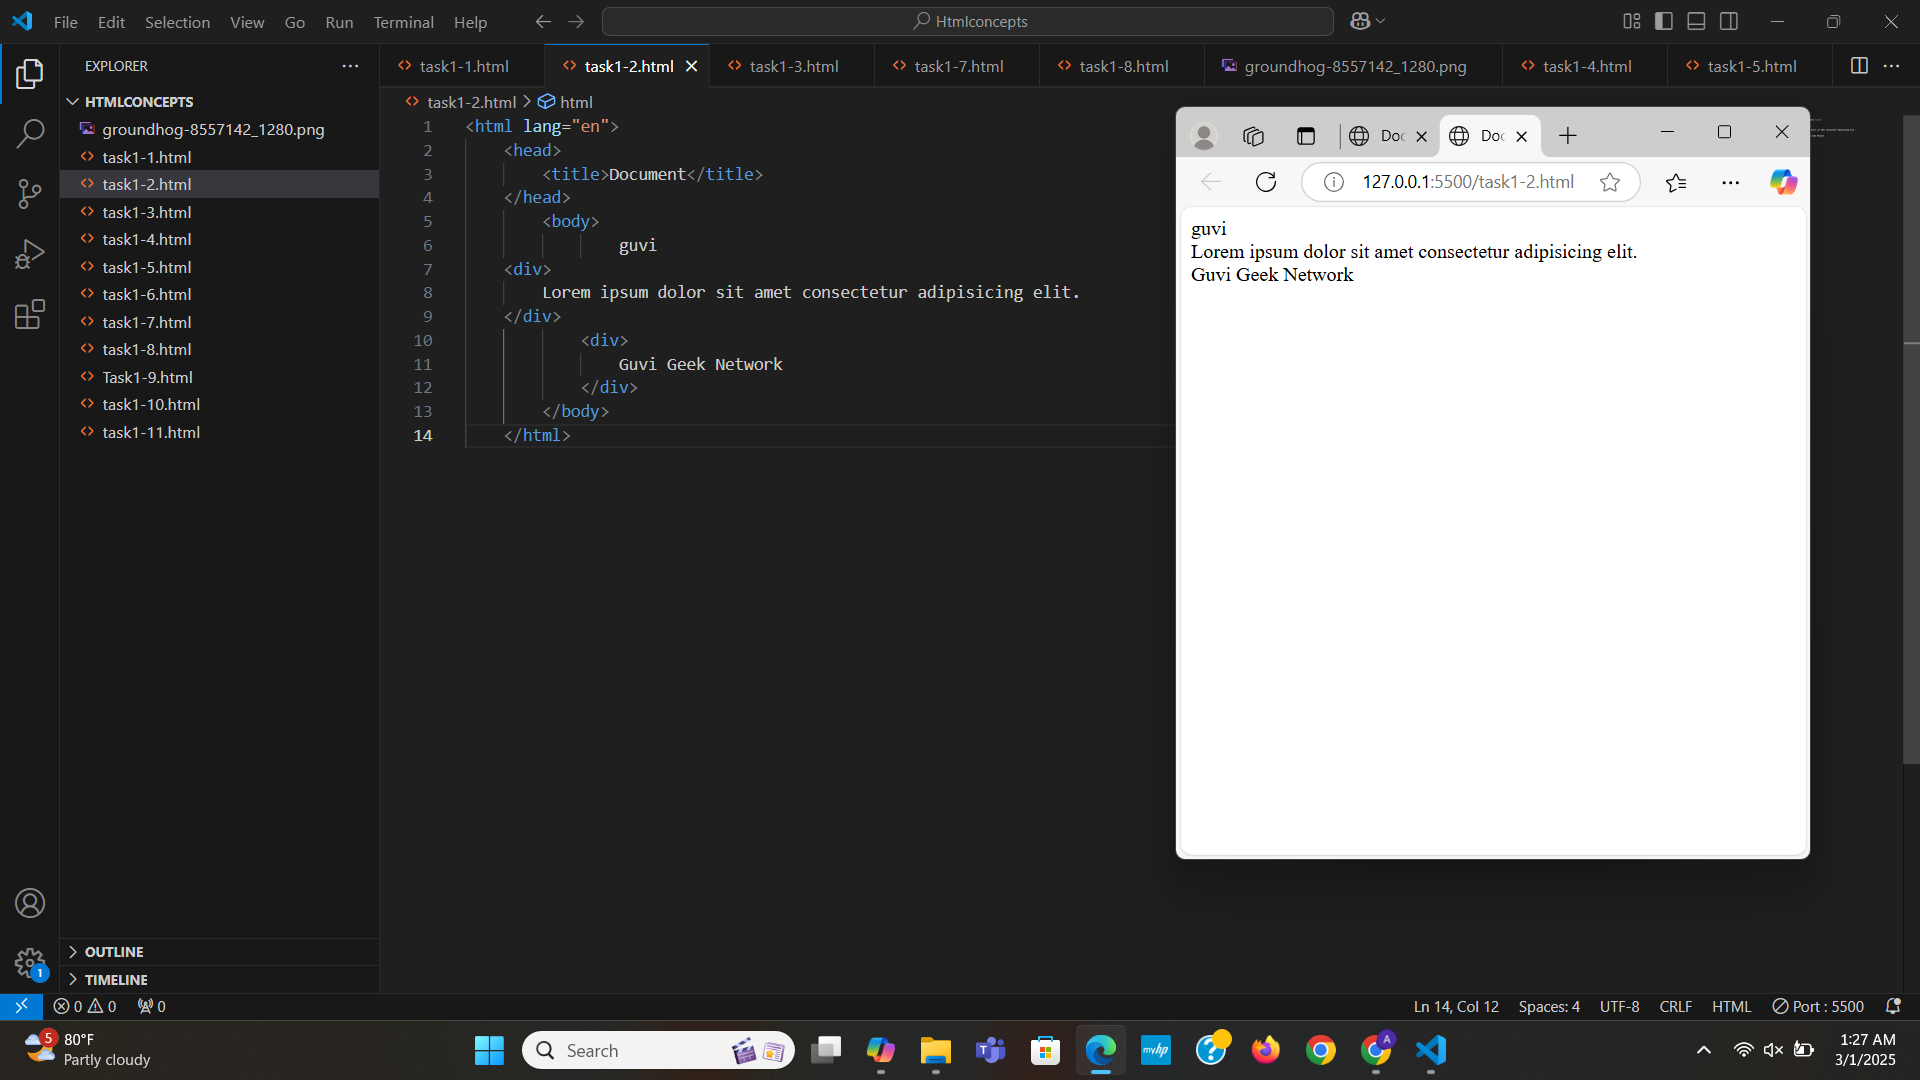 File Edit Selection View Go Run Terminal Help
Htmlconcepts
EXPLORER
HTMLCONCEPTS
groundhog-8557142_1280.png
task1-1.html
task1-2.html
task1-3.html
task1-4.html
task1-5.html
task1-6.html
task1-7.html
task1-8.html
Task1-9.html
task1-10.html
task1-11.html
OUTLINE
TIMELINE
task1-1.html task1-2.html task1-3.html task1-7.html task1-8.html groundhog-8557142_1280.png task1-4.html task1-5.html
task1-2.html > html
1 <html lang="en">
2 <head>
3 <title>Document</title>
4 </head>
5 <body>
6 guvi
7 <div>
8 Lorem ipsum dolor sit amet consectetur adipisicing elit.
9 </div>
10 <div>
11 Guvi Geek Network
12 </div>
13 </body>
14 </html>
Doc Doc
127.0.0.1:5500/task1-2.html
guvi
Lorem ipsum dolor sit amet consectetur adipisicing elit.
Guvi Geek Network
1
0 0 0
Ln 14, Col 12 Spaces: 4 UTF-8 CRLF HTML Port : 5500
5
80°F
Partly cloudy
Search
myhp
A
1:27 AM
3/1/2025